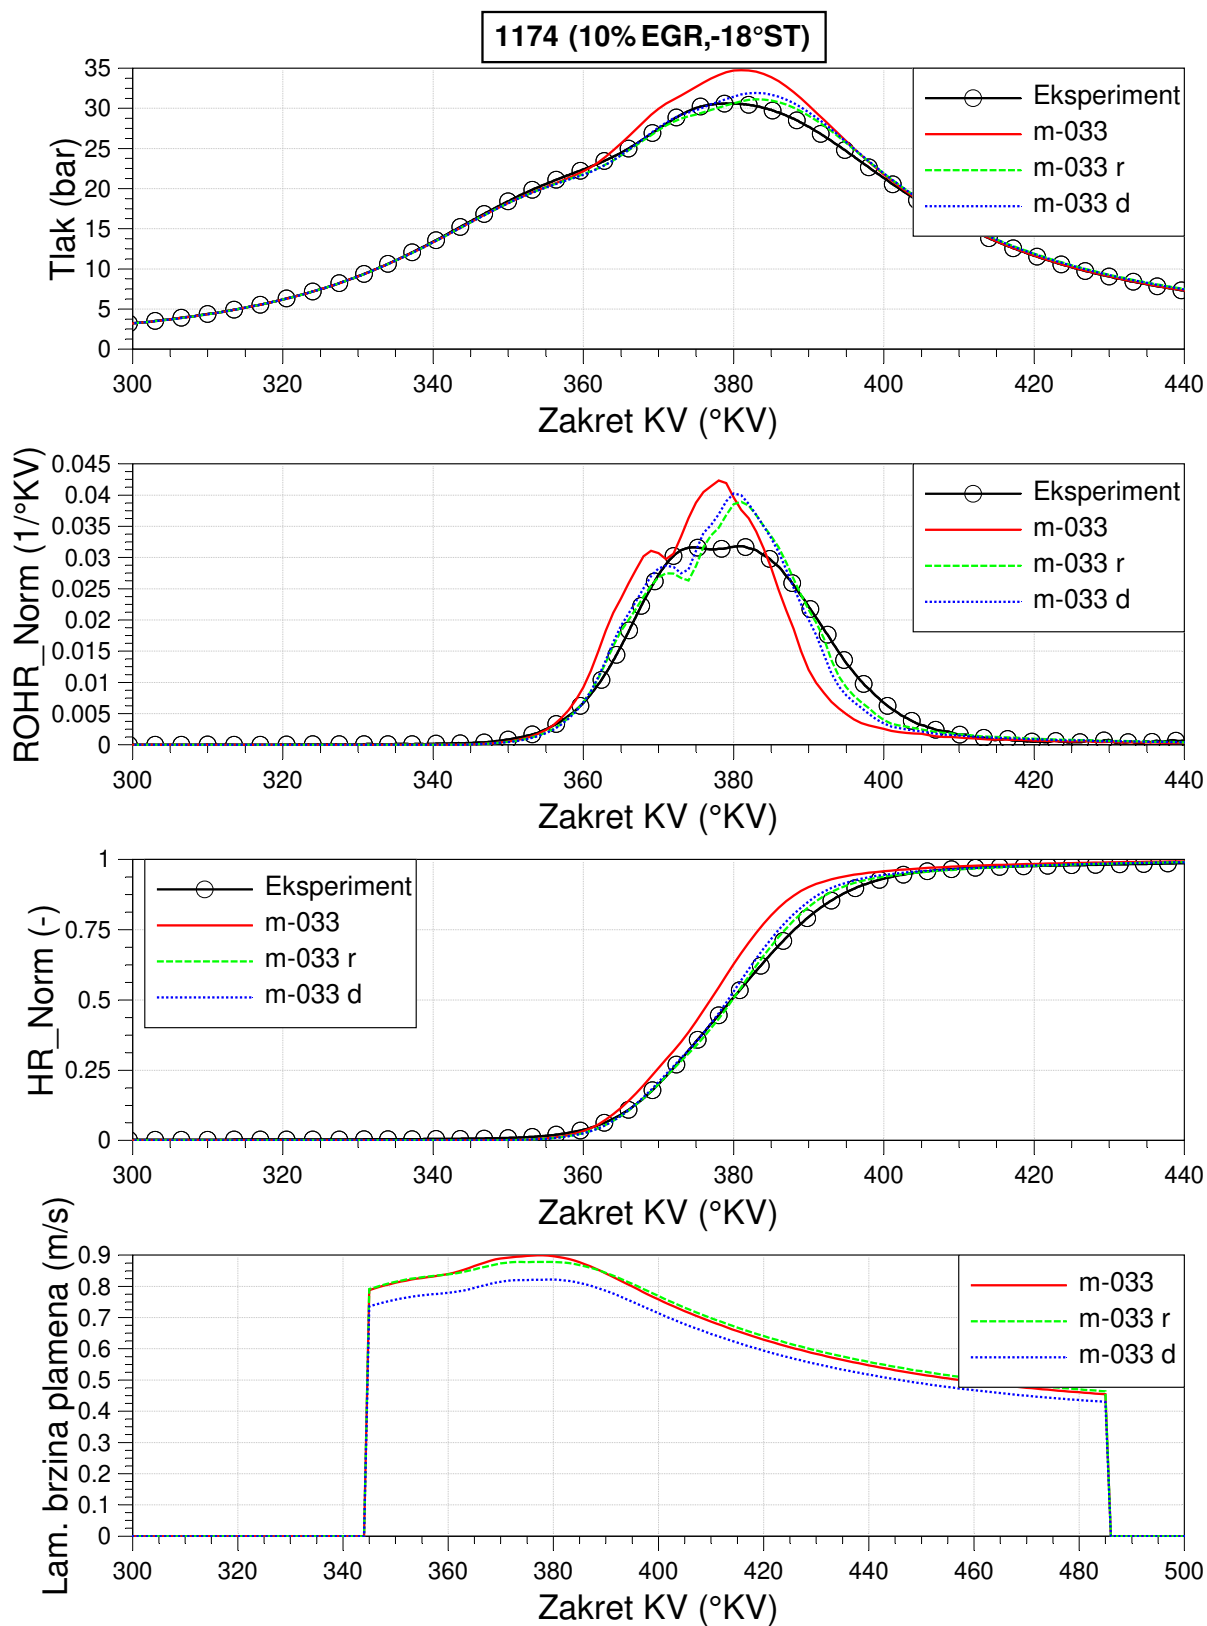 1174 (10% EGR,-18°ST)
35
30
25
20
15
10
5
0
Tlak (bar)
Eksperiment
m-033
m-033 r
m-033 d
300 320 340 360 380 400 420 440
Zakret KV (°KV)
0.045
0.04
0.035
0.03
0.025
0.02
0.015
0.01
0.005
0
ROHR_Norm (1/°KV)
Eksperiment
m-033
m-033 r
m-033 d
300 320 340 360 380 400 420 440
Zakret KV (°KV)
1
0.75
0.5
0.25
0
HR_Norm (-)
Eksperiment
m-033
m-033 r
m-033 d
300 320 340 360 380 400 420 440
Zakret KV (°KV)
0.9
0.8
0.7
0.6
0.5
0.4
0.3
0.2
0.1
0
Lam. brzina plamena (m/s)
m-033
m-033 r
m-033 d
300 320 340 360 380 400 420 440 460 480 500
Zakret KV (°KV)